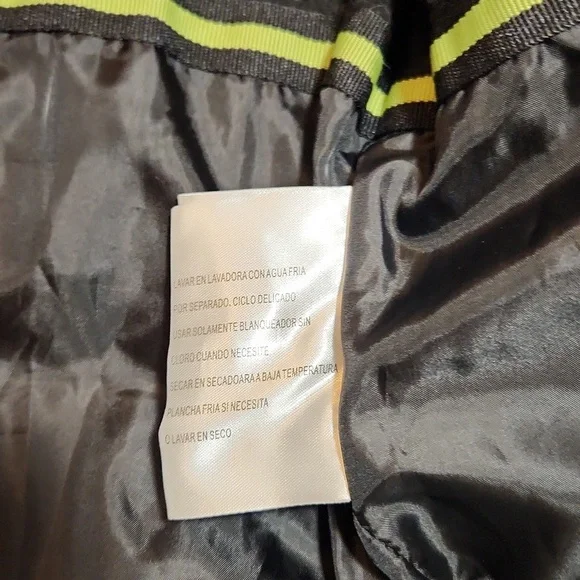 LAVAR EN LAVADORA CON AGUA FRIA
POR SEPARADO, CICLO DELICADO
USAR SOLAMENTE BLANQUEADOR SIN
CLORO CUANDO NECESITE
SECAR EN SECADOARA A BAJA TEMPERATURA
PLANCHA FRIA SI NECESITA
O LAVAR EN SECO